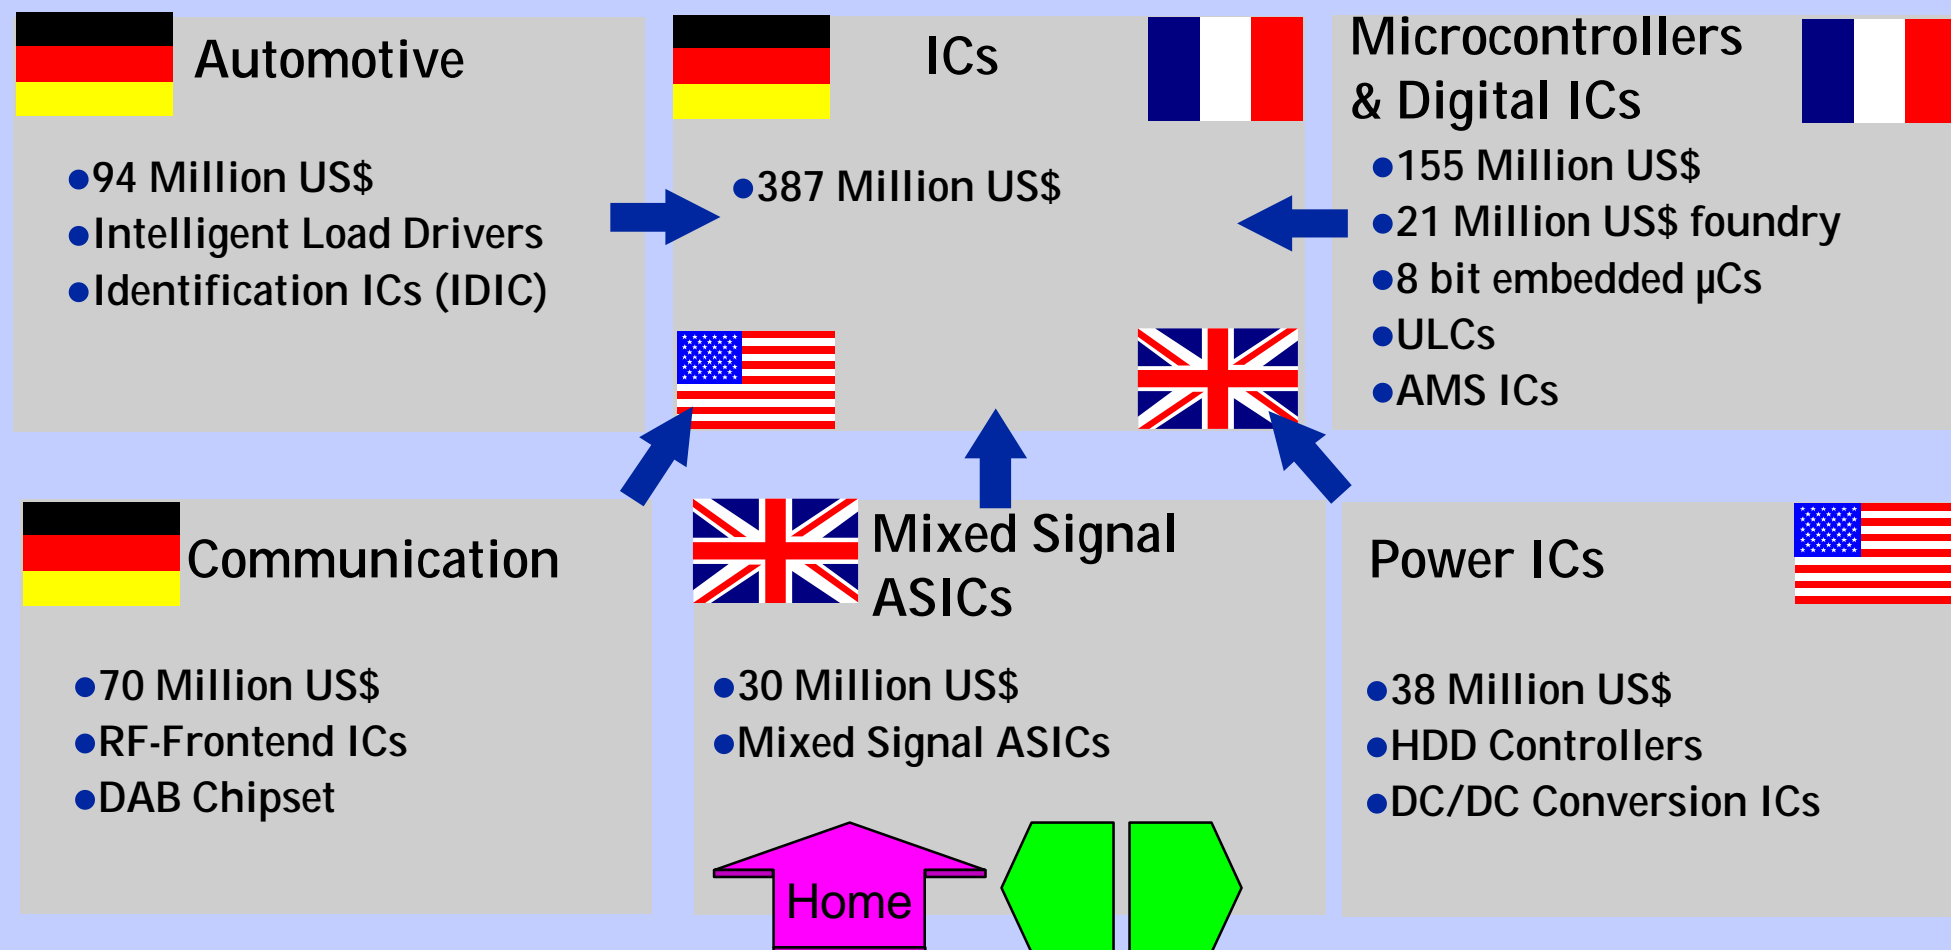 Automotive
●94 Million US$
●Intelligent Load Drivers
●Identification ICs (IDIC)
ICs
●387 Million US$
Microcontrollers
& Digital ICs
●155 Million US$
●21 Million US$ foundry
●8 bit embedded µCs
●ULCs
●AMS ICs
Communication
●70 Million US$
●RF-Frontend ICs
●DAB Chipset
Mixed Signal
ASICs
●30 Million US$
●Mixed Signal ASICs
Power ICs
●38 Million US$
●HDD Controllers
●DC/DC Conversion ICs
Home